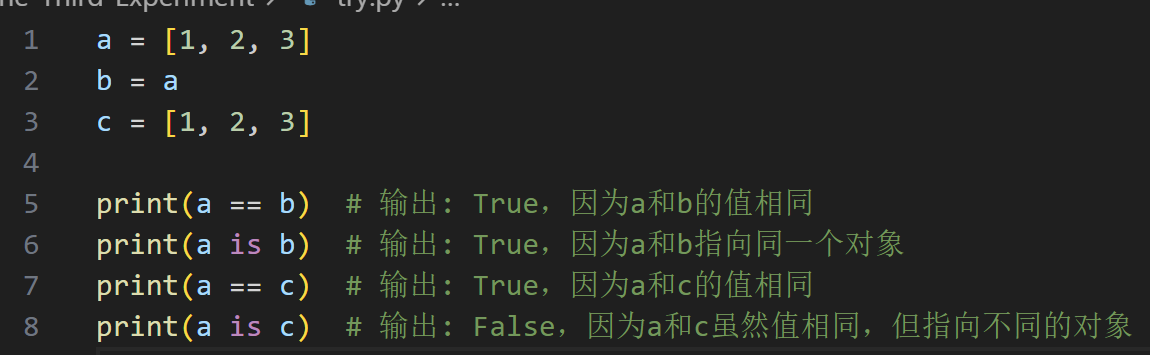 try.py
1 a = [1, 2, 3]
2 b = a
3 c = [1, 2, 3]
4
5 print(a == b)  # 输出: True，因为a和b的值相同
6 print(a is b)  # 输出: True，因为a和b指向同一个对象
7 print(a == c)  # 输出: True，因为a和c的值相同
8 print(a is c)  # 输出: False，因为a和c虽然值相同，但指向不同的对象